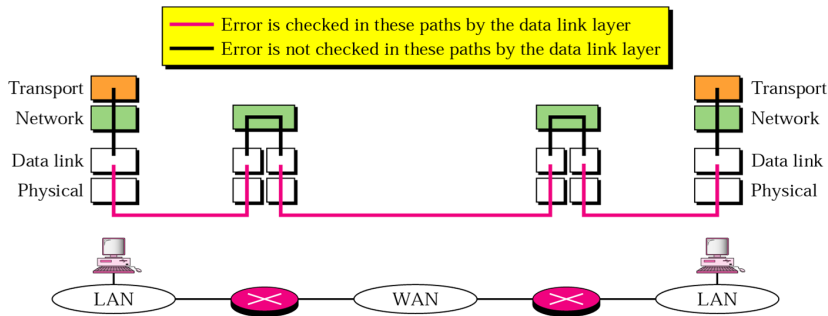 Error is checked in these paths by the data link layer
Error is not checked in these paths by the data link layer
Transport
Transport
Network
Network
Data link
Data link
Physical
Physical
LAN
WAN
LAN